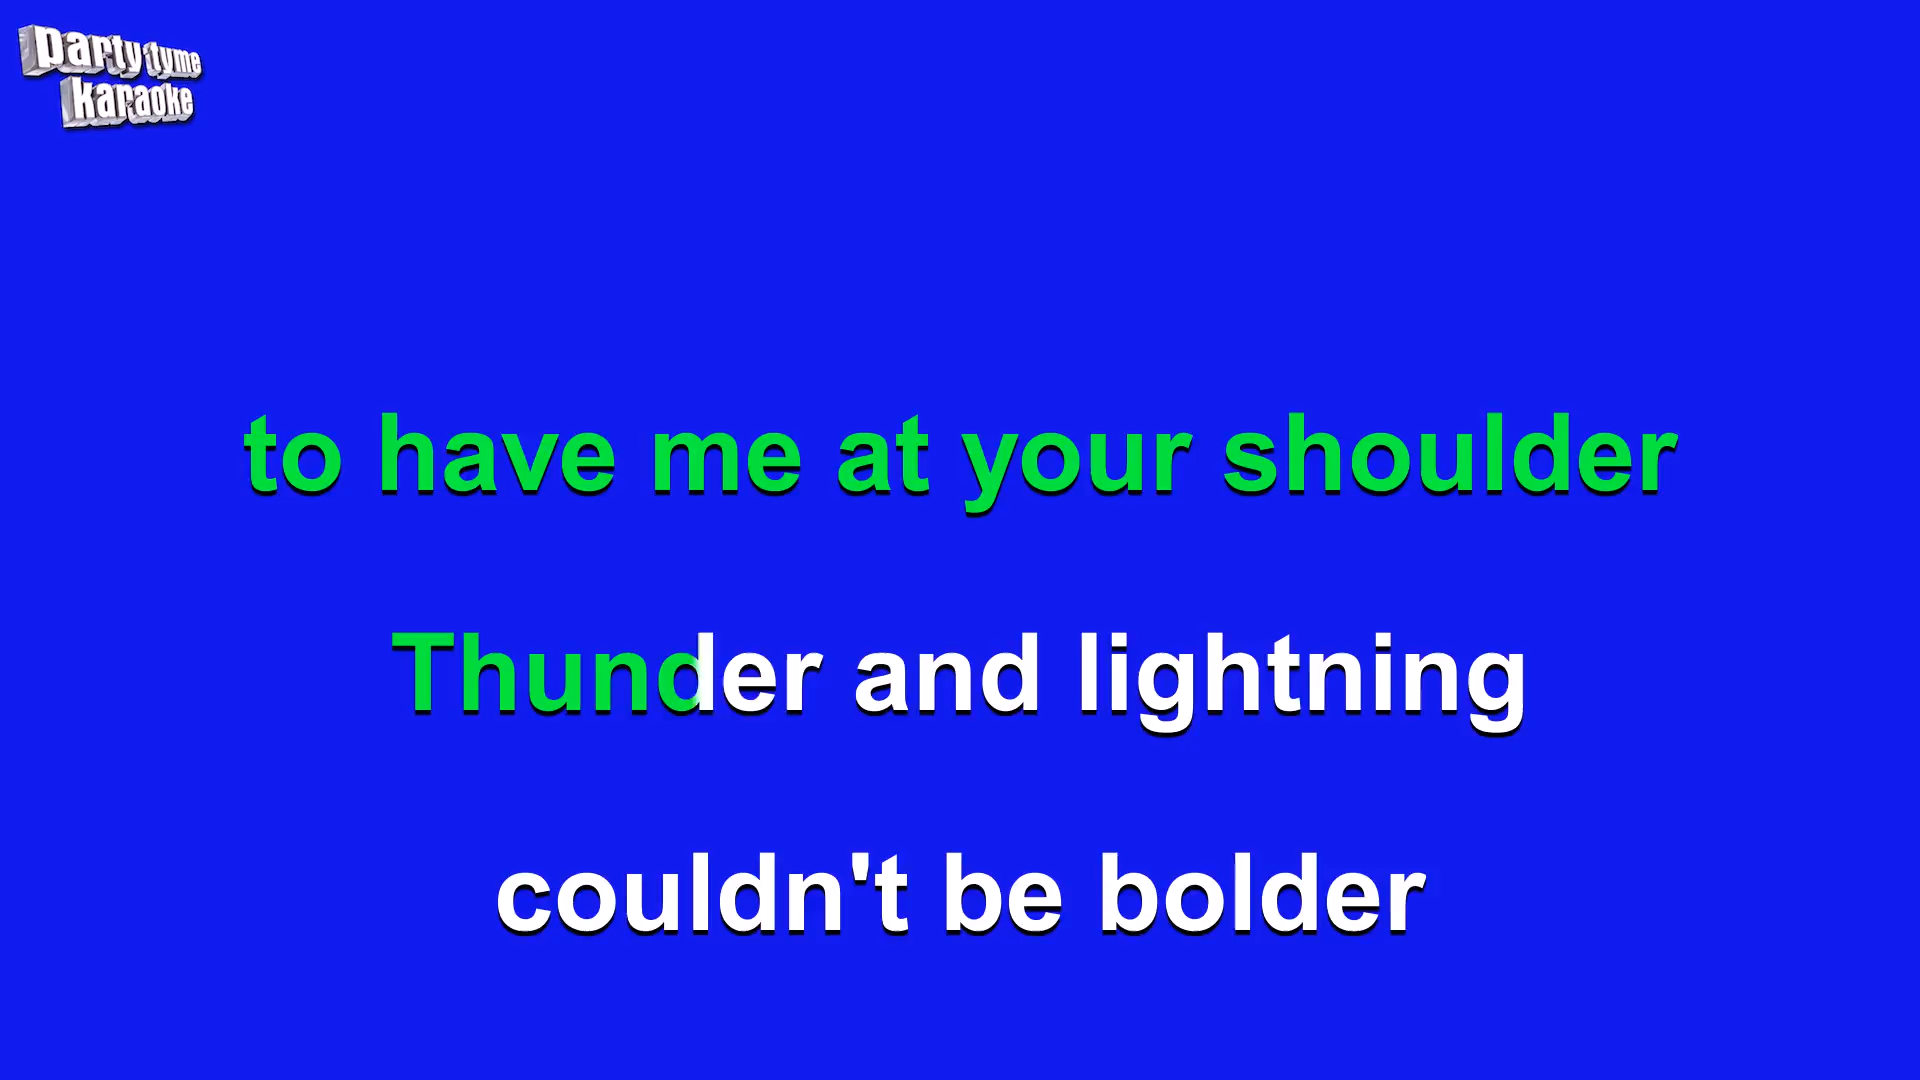 party tyme
karaoke
to have me at your shoulder
Thunder and lightning
couldn't be bolder